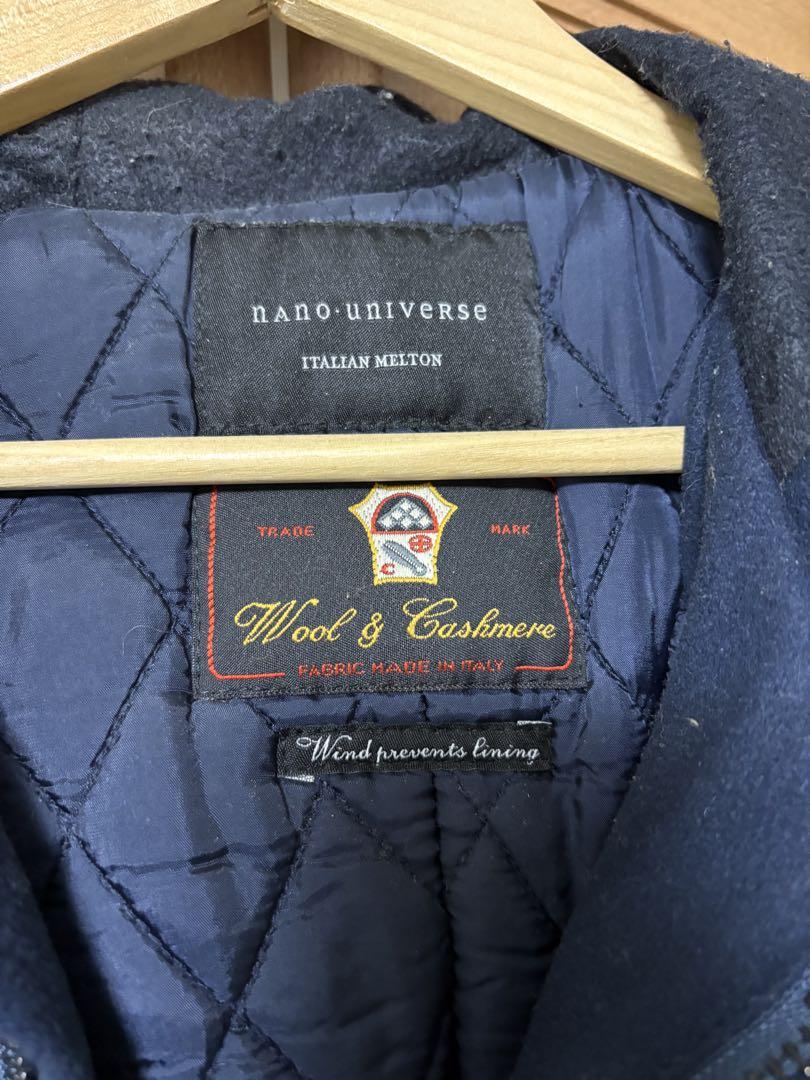 nano·universe
ITALIAN MELTON
TRADE MARK
Wool & Cashmere
FABRIC MADE IN ITALY
Wind prevents lining